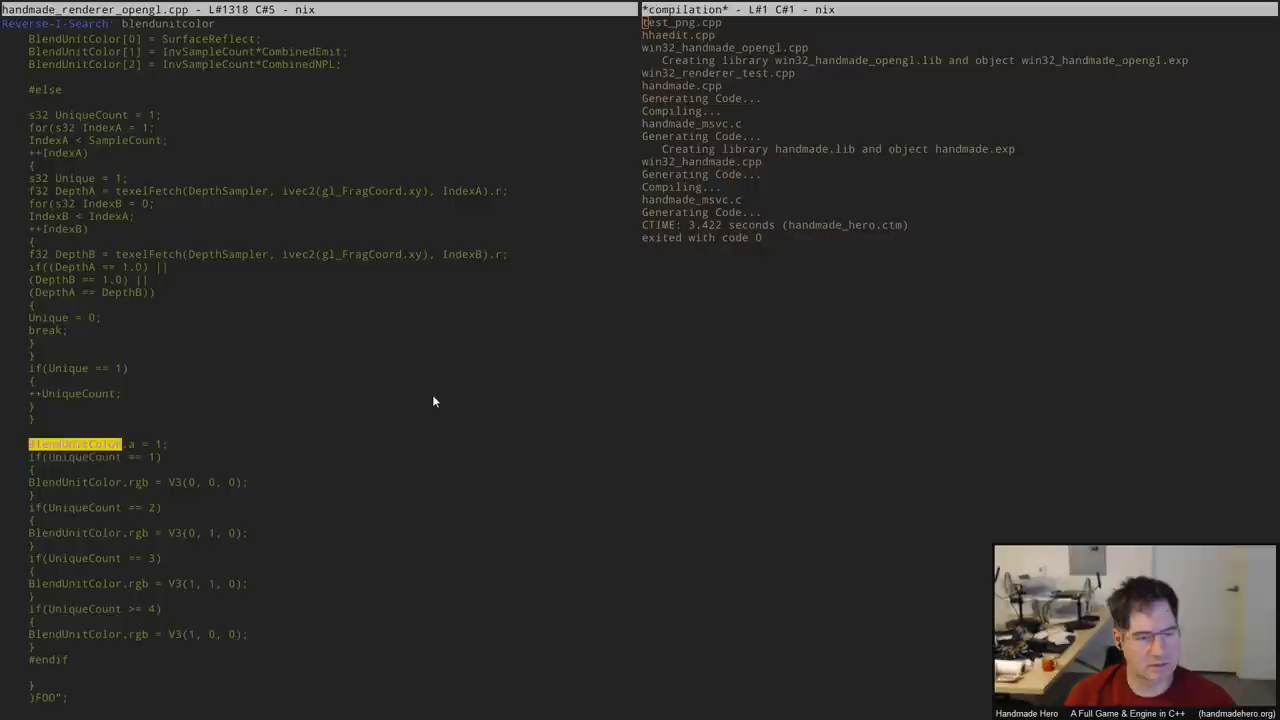 handmade_renderer_opengl.cpp - L#1318 C#5 - nix
Reverse-I-Search: blendunitcolor
BlendUnitColor[0] = SurfaceReflect;
BlendUnitColor[1] = InvSampleCount*CombinedEmit;
BlendUnitColor[2] = InvSampleCount*CombinedNPL;
#else
s32 UniqueCount = 1;
for(s32 IndexA = 1;
IndexA < SampleCount;
++IndexA)
{
s32 Unique = 1;
f32 DepthA = texelFetch(DepthSampler, ivec2(gl_FragCoord.xy), IndexA).r;
for(s32 IndexB = 0;
IndexB < IndexA;
++IndexB)
{
f32 DepthB = texelFetch(DepthSampler, ivec2(gl_FragCoord.xy), IndexB).r;
if((DepthA == 1.0) ||
(DepthB == 1.0) ||
(DepthA == DepthB))
{
Unique = 0;
break;
}
}
if(Unique == 1)
{
++UniqueCount;
}
}
BlendUnitColor.a = 1;
if(UniqueCount == 1)
{
BlendUnitColor.rgb = V3(0, 0, 0);
}
if(UniqueCount == 2)
{
BlendUnitColor.rgb = V3(0, 1, 0);
}
if(UniqueCount == 3)
{
BlendUnitColor.rgb = V3(1, 1, 0);
}
if(UniqueCount >= 4)
{
BlendUnitColor.rgb = V3(1, 0, 0);
}
#endif
}
)FOO";
*compilation* - L#1 C#1 - nix
test_png.cpp
hhaedit.cpp
win32_handmade_opengl.cpp
Creating library win32_handmade_opengl.lib and object win32_handmade_opengl.exp
win32_renderer_test.cpp
handmade.cpp
Generating Code...
Compiling...
handmade_msvc.c
Generating Code...
Creating library handmade.lib and object handmade.exp
win32_handmade.cpp
Generating Code...
Compiling...
handmade_msvc.c
Generating Code...
CTIME: 3.422 seconds (handmade_hero.ctm)
exited with code 0
Handmade Hero A Full Game & Engine in C++ (handmadehero.org)